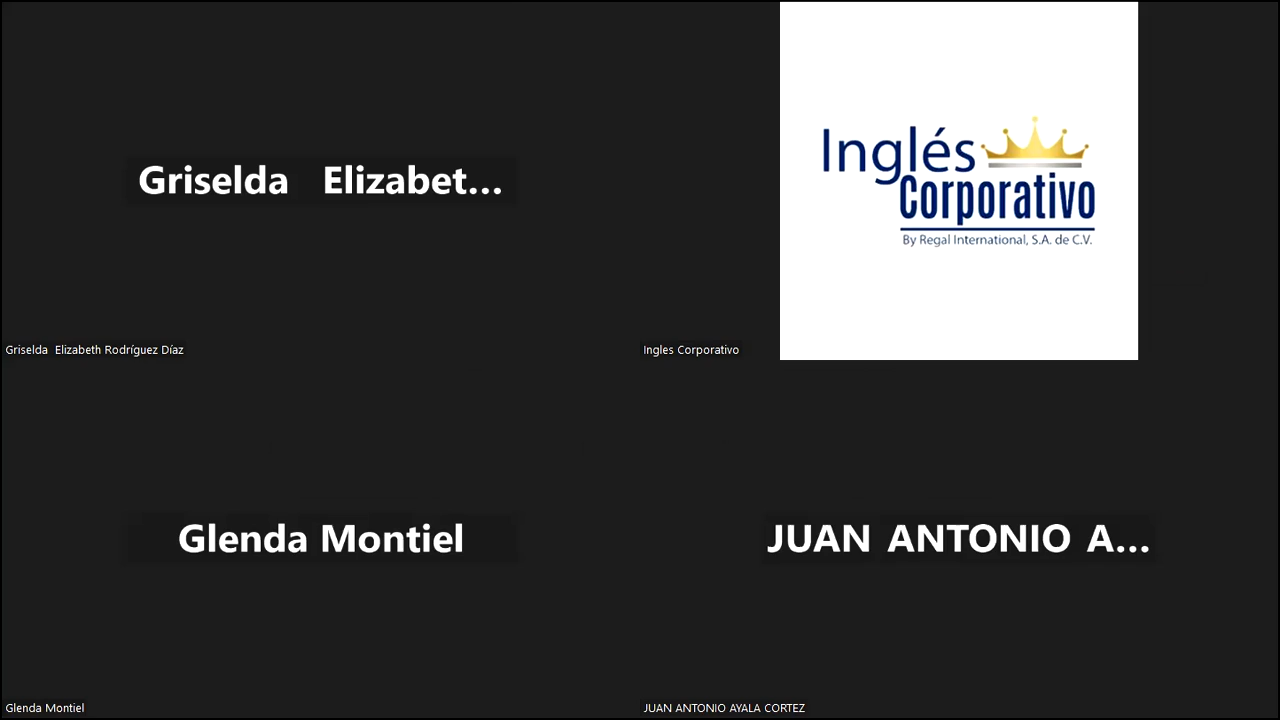 Griselda Elizabet...
Griselda Elizabeth Rodríguez Díaz
Inglés
Corporativo
By Regal International, S.A. de C.V.
Ingles Corporativo
Glenda Montiel
Glenda Montiel
JUAN ANTONIO A...
JUAN ANTONIO AYALA CORTEZ